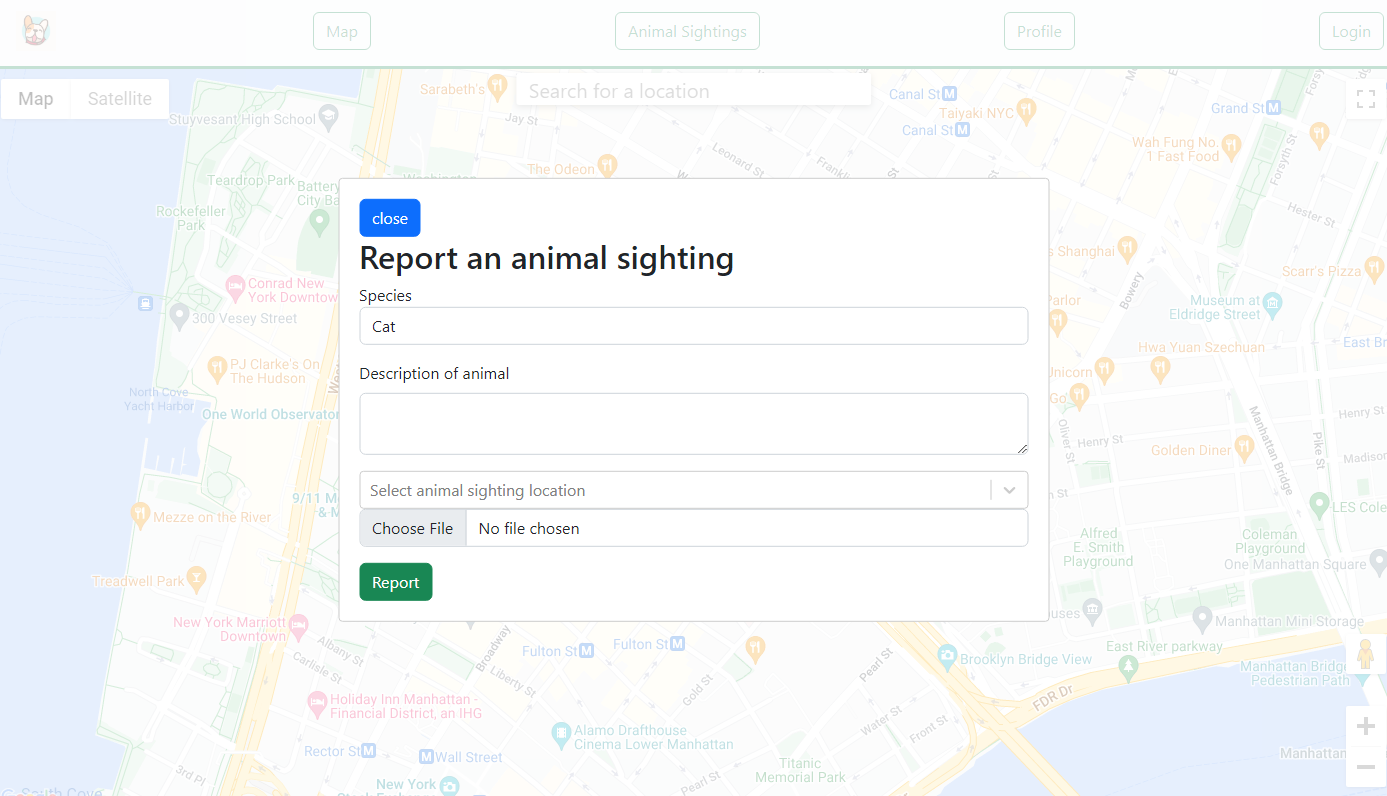 Map
Animal Sightings
Profile
Login
Map
Satellite
Search for a location
Sarabeth's
Canal St
Taiyaki NYC
Canal St
Grand St
Forsyth St
Stuyvesant High School
Jay St
Wah Fung No.
1 Fast Food
The Odeon
Leonard St
Teardrop Park
Battery
City Ba
Rockefeller
Park
Hester St
Shanghai
Scarr's Pizza
Bowery
Conrad New
York Downtow
300 Vesey Street
Parlor
Museum at
Eldridge Street
East Br
Hwa Yuan Szechuan
PJ Clarke's On
The Hudson
Unicorn
North Cove
Yacht Harbor
One World Observator
Henry St
Oliver St
Henry St
Pike St
Golden Diner
Manhattan Bridge
Madison
close
Report an animal sighting
Species
Cat
Description of animal
Select animal sighting location
Choose File
No file chosen
Report
9/11 M
& M
Mezze on the River
LES Cole
Alfred
E. Smith
Playground
Coleman
Playground
One Manhattan Square
Treadwell Park
New York Marriott
Downtown
Manhattan Mini Storage
Albany St
Carlisle St
Broadway
Fulton St
Fulton St
Liberty St
Gold St
Pearl St
Brooklyn Bridge View
East River parkway
Manhattan Bridge
Pedestrian Path
FDR Dr
Holiday Inn Manhattan -
Financial District, an IHG
Water St
Front St
Alamo Drafthouse
Cinema Lower Manhattan
Rector St
Wall Street
Manhattan
3rd Pl
New York
Pearl St
Titanic
Memorial Park
South Cove